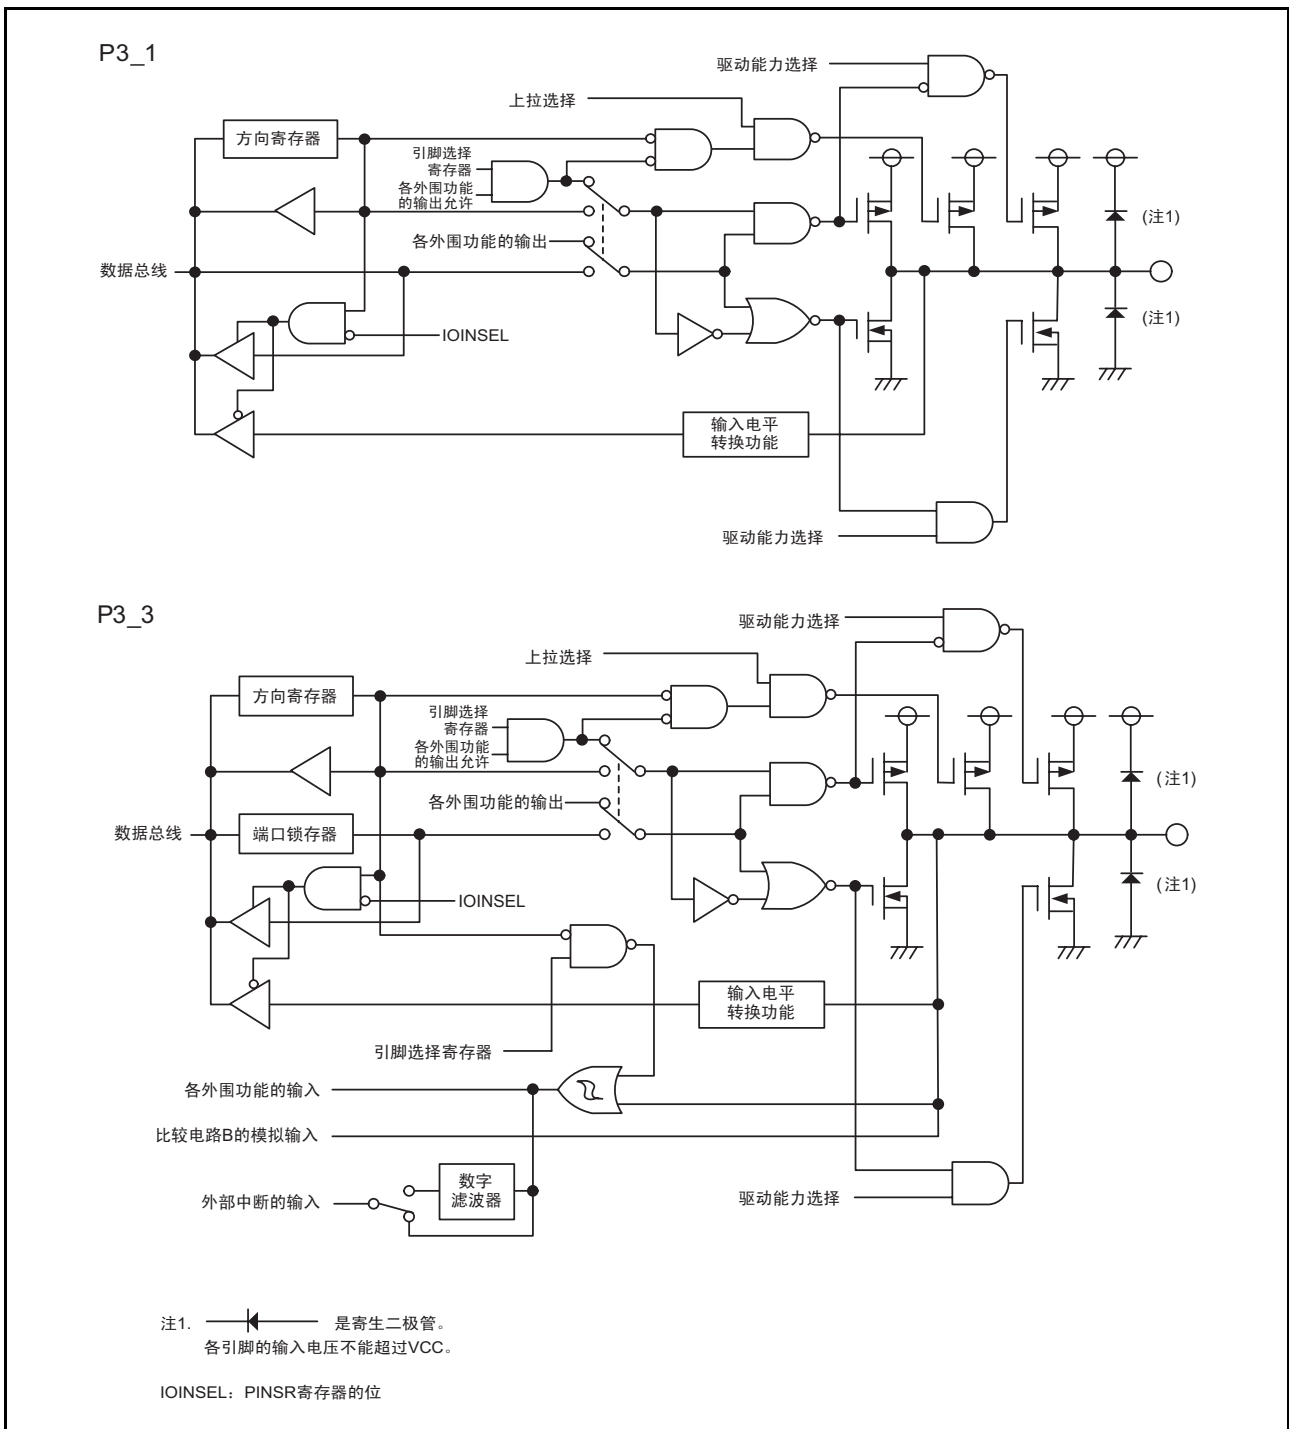 P3_1
驱动能力选择
上拉选择
方向寄存器
引脚选择
寄存器
各外围功能
的输出允许
(注1)
各外围功能的输出
数据总线
(注1)
IOINSEL
输入电平
转换功能
驱动能力选择
P3_3
驱动能力选择
上拉选择
方向寄存器
引脚选择
寄存器
各外围功能
的输出允许
(注1)
各外围功能的输出
数据总线
端口锁存器
(注1)
IOINSEL
输入电平
转换功能
引脚选择寄存器
各外围功能的输入
比较电路B的模拟输入
数字
滤波器
外部中断的输入
驱动能力选择
注1. 是寄生二极管。
各引脚的输入电压不能超过VCC。
IOINSEL：PINSR寄存器的位